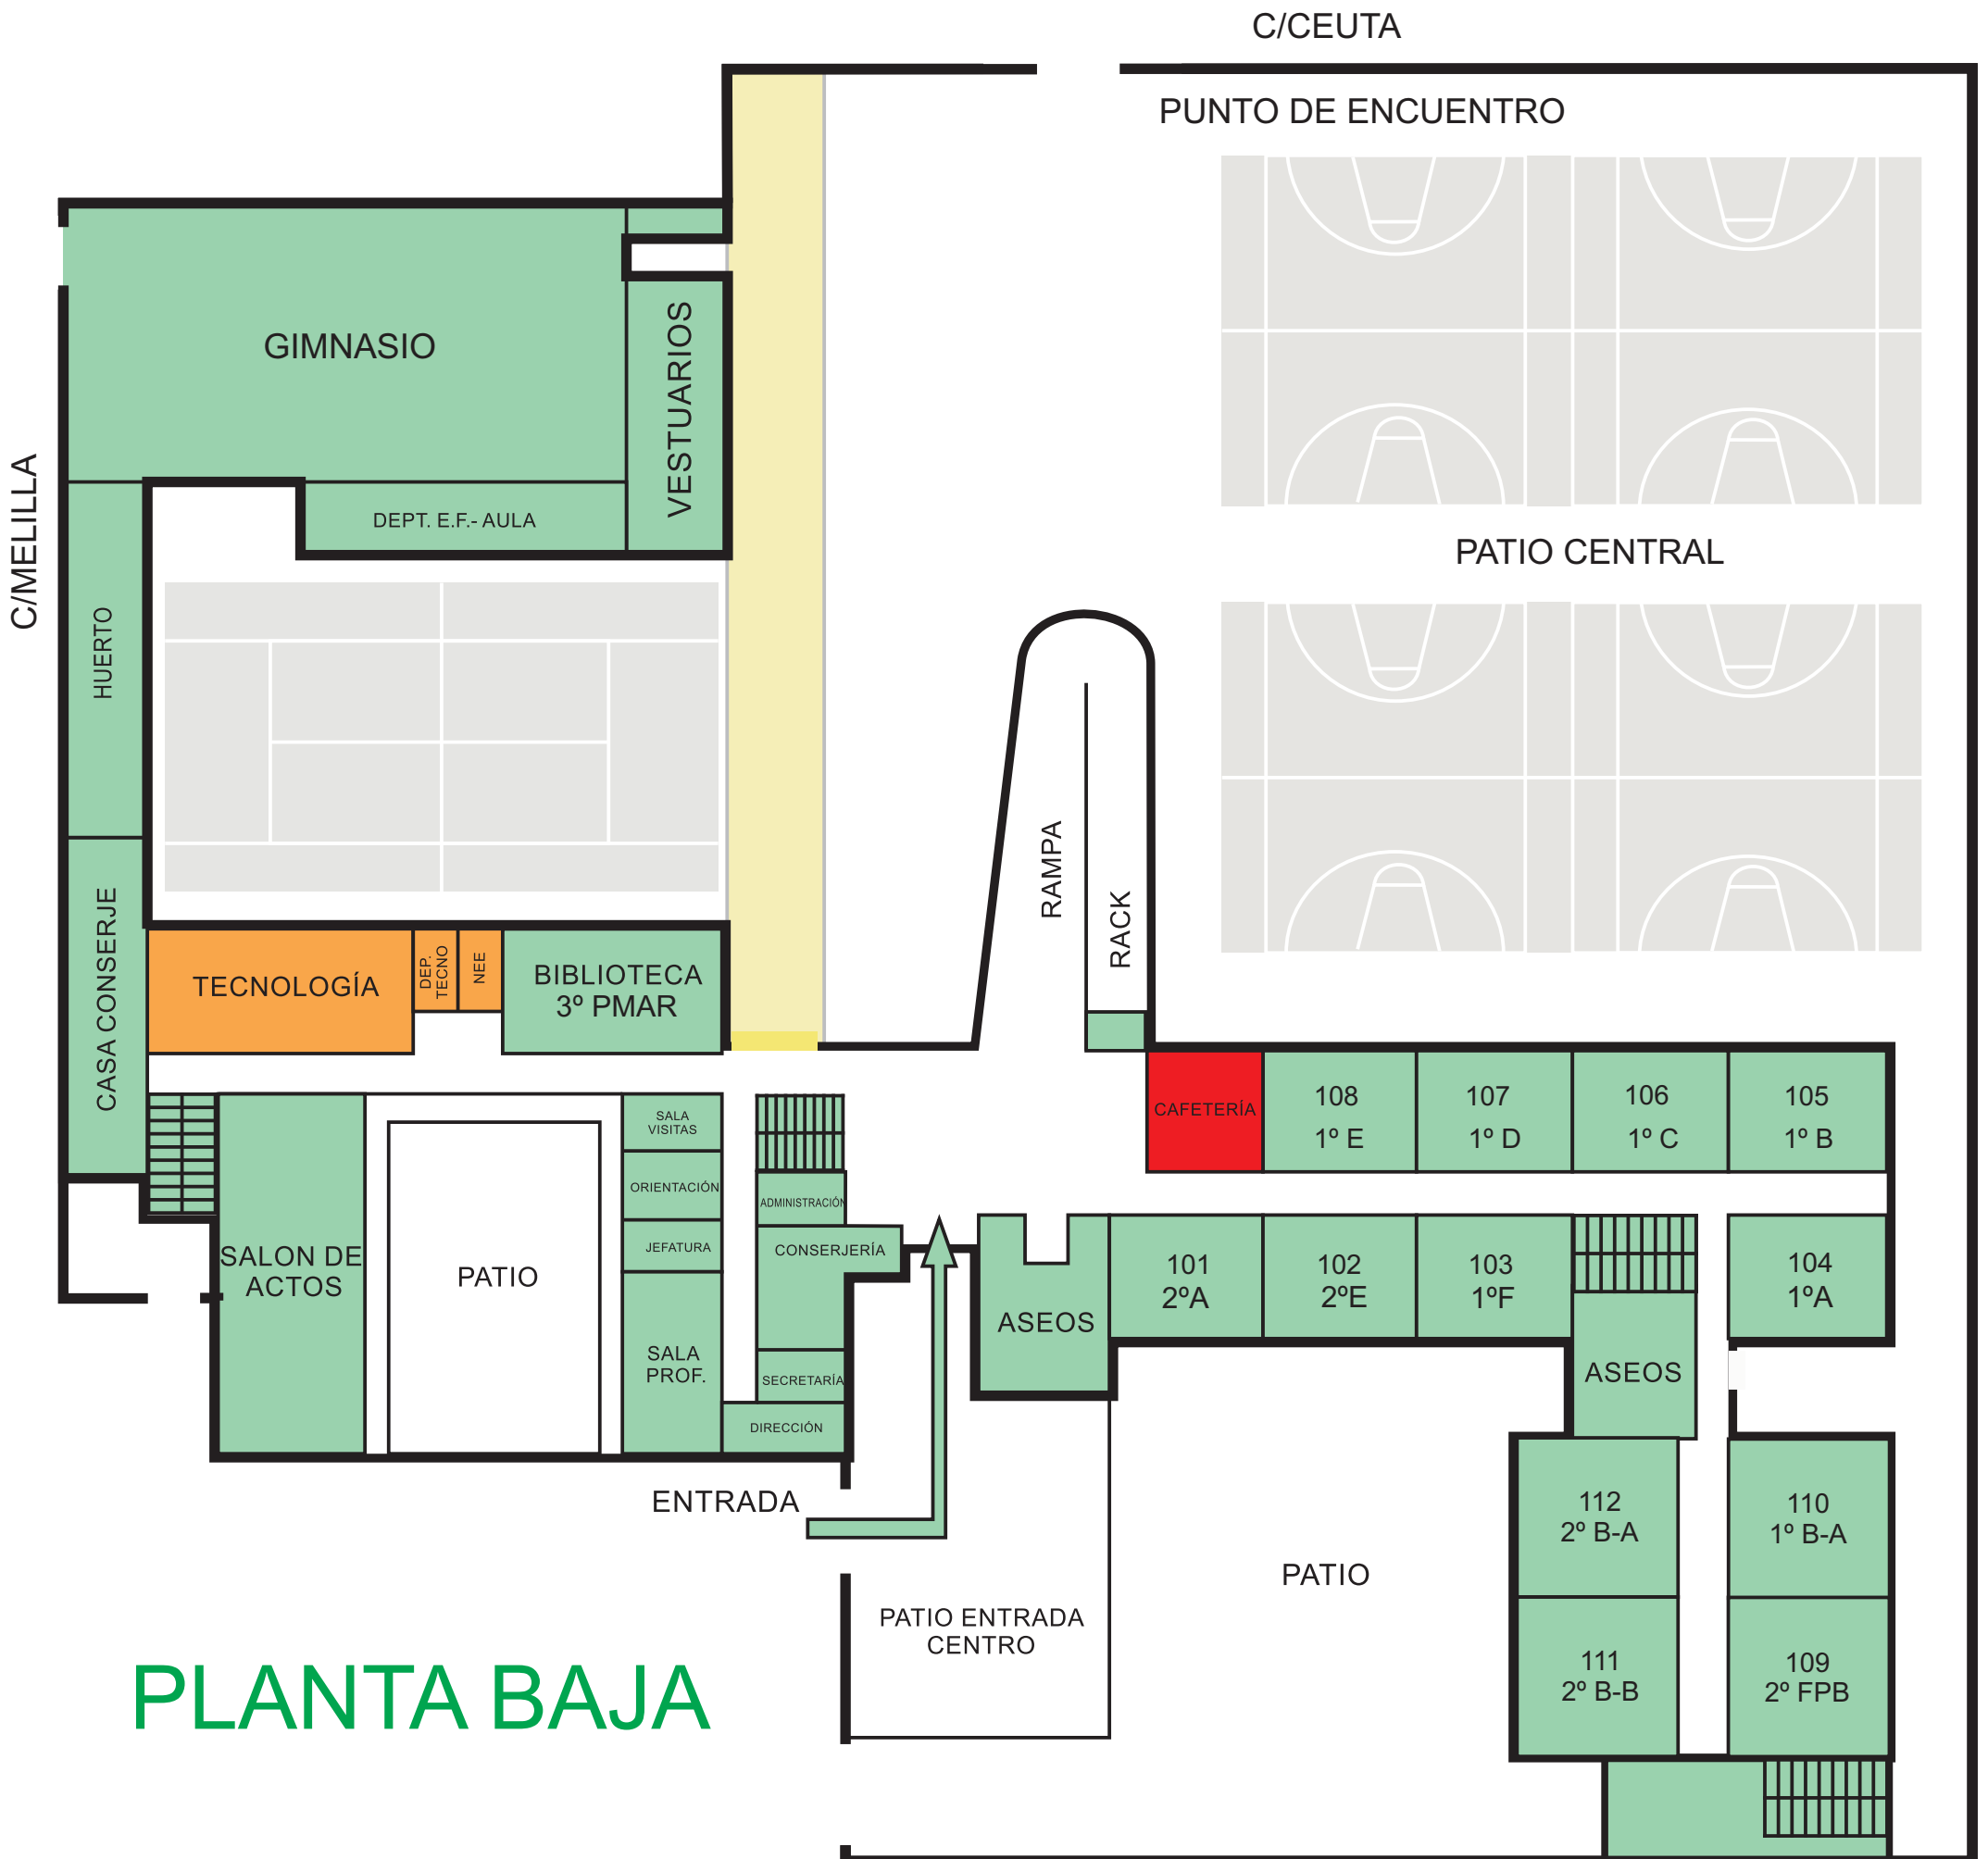 C/CEUTA
PUNTO DE ENCUENTRO
GIMNASIO
VESTUARIOS
DEPT. E.F.- AULA
C/MELILLA
HUERTO
PATIO CENTRAL
RAMPA
RACK
CASA CONSERJE
TECNOLOGÍA
DEP.
TECNO
NEE
BIBLIOTECA
3º PMAR
CAFETERÍA
108
1º E
107
1º D
106
1º C
105
1º B
SALA
VISITAS
ORIENTACIÓN
JEFATURA
SALA
PROF.
ADMINISTRACIÓN
CONSERJERÍA
SECRETARÍA
DIRECCIÓN
SALON DE
ACTOS
PATIO
ASEOS
101
2ºA
102
2ºE
103
1ºF
104
1ºA
ASEOS
ENTRADA
112
2º B-A
110
1º B-A
PATIO
PATIO ENTRADA
CENTRO
111
2º B-B
109
2º FPB
PLANTA BAJA